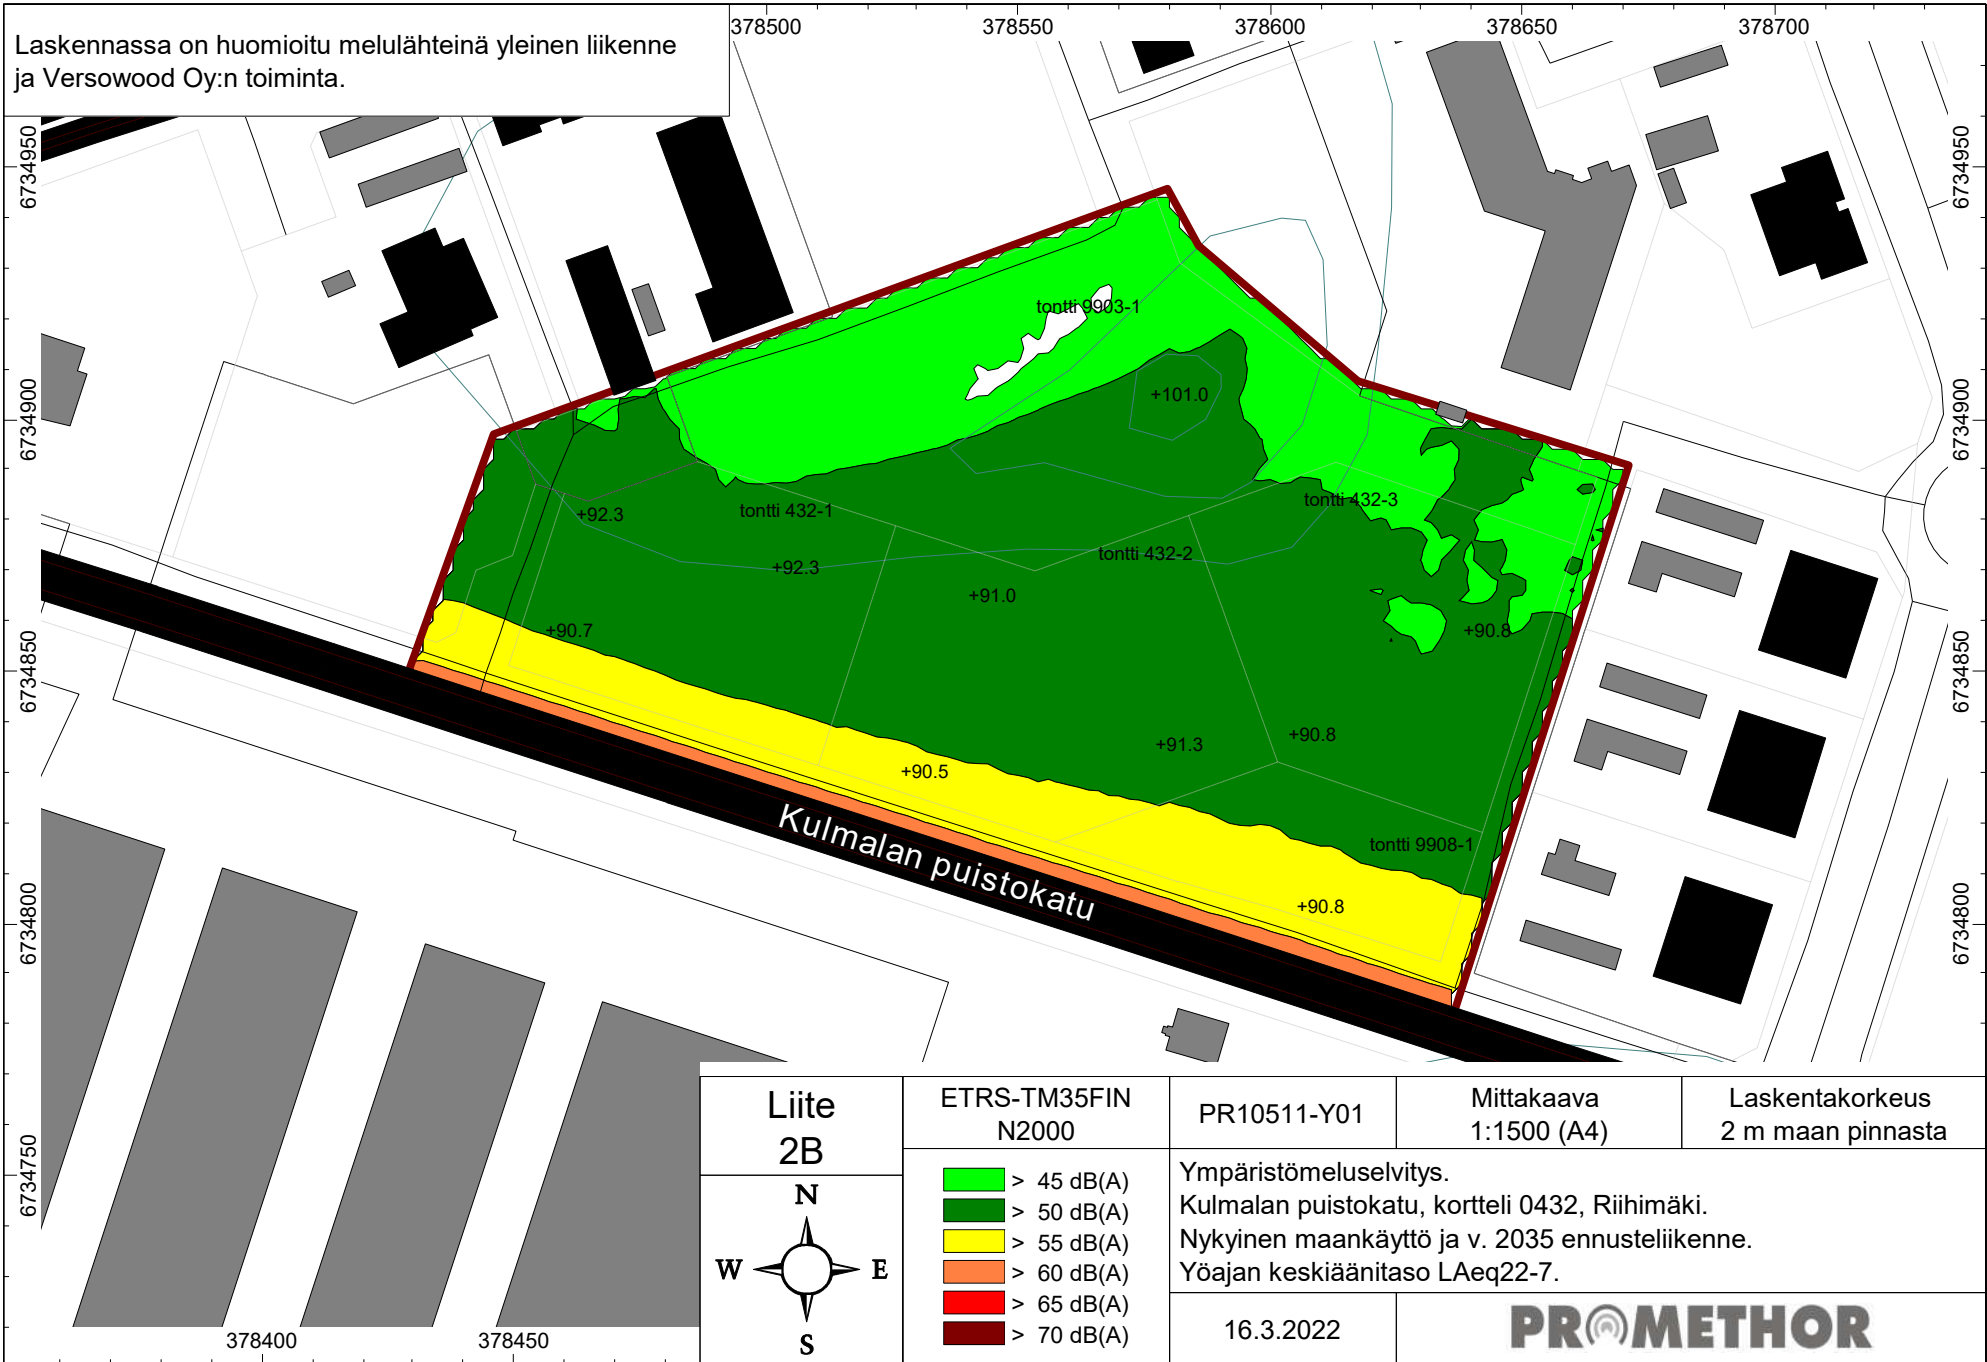 378500 378550 378600 378650 378700
Laskennassa on huomioitu melulähteinä yleinen liikenne
ja Versowood Oy:n toiminta.
6734950 6734950
tontti 9903-1
+101.0
6734900 6734900
tontti 432-3
tontti 432-1
+92.3
tontti 432-2
+92.3
+91.0
+90.7
+90.8
6734850 6734850
+90.8
+91.3
+90.5
Kulmalan puistokatu
tontti 9908-1
+90.8
6734800 6734800
6734750
378400 378450
Liite
2B
ETRS-TM35FIN
N2000
PR10511-Y01
Mittakaava
1:1500 (A4)
Laskentakorkeus
2 m maan pinnasta
N
W E
S
> 45 dB(A)
> 50 dB(A)
> 55 dB(A)
> 60 dB(A)
> 65 dB(A)
> 70 dB(A)
Ympäristömeluselvitys.
Kulmalan puistokatu, kortteli 0432, Riihimäki.
Nykyinen maankäyttö ja v. 2035 ennusteliikenne.
Yöajan keskiäänitaso LAeq22-7.
16.3.2022
PROMETHOR